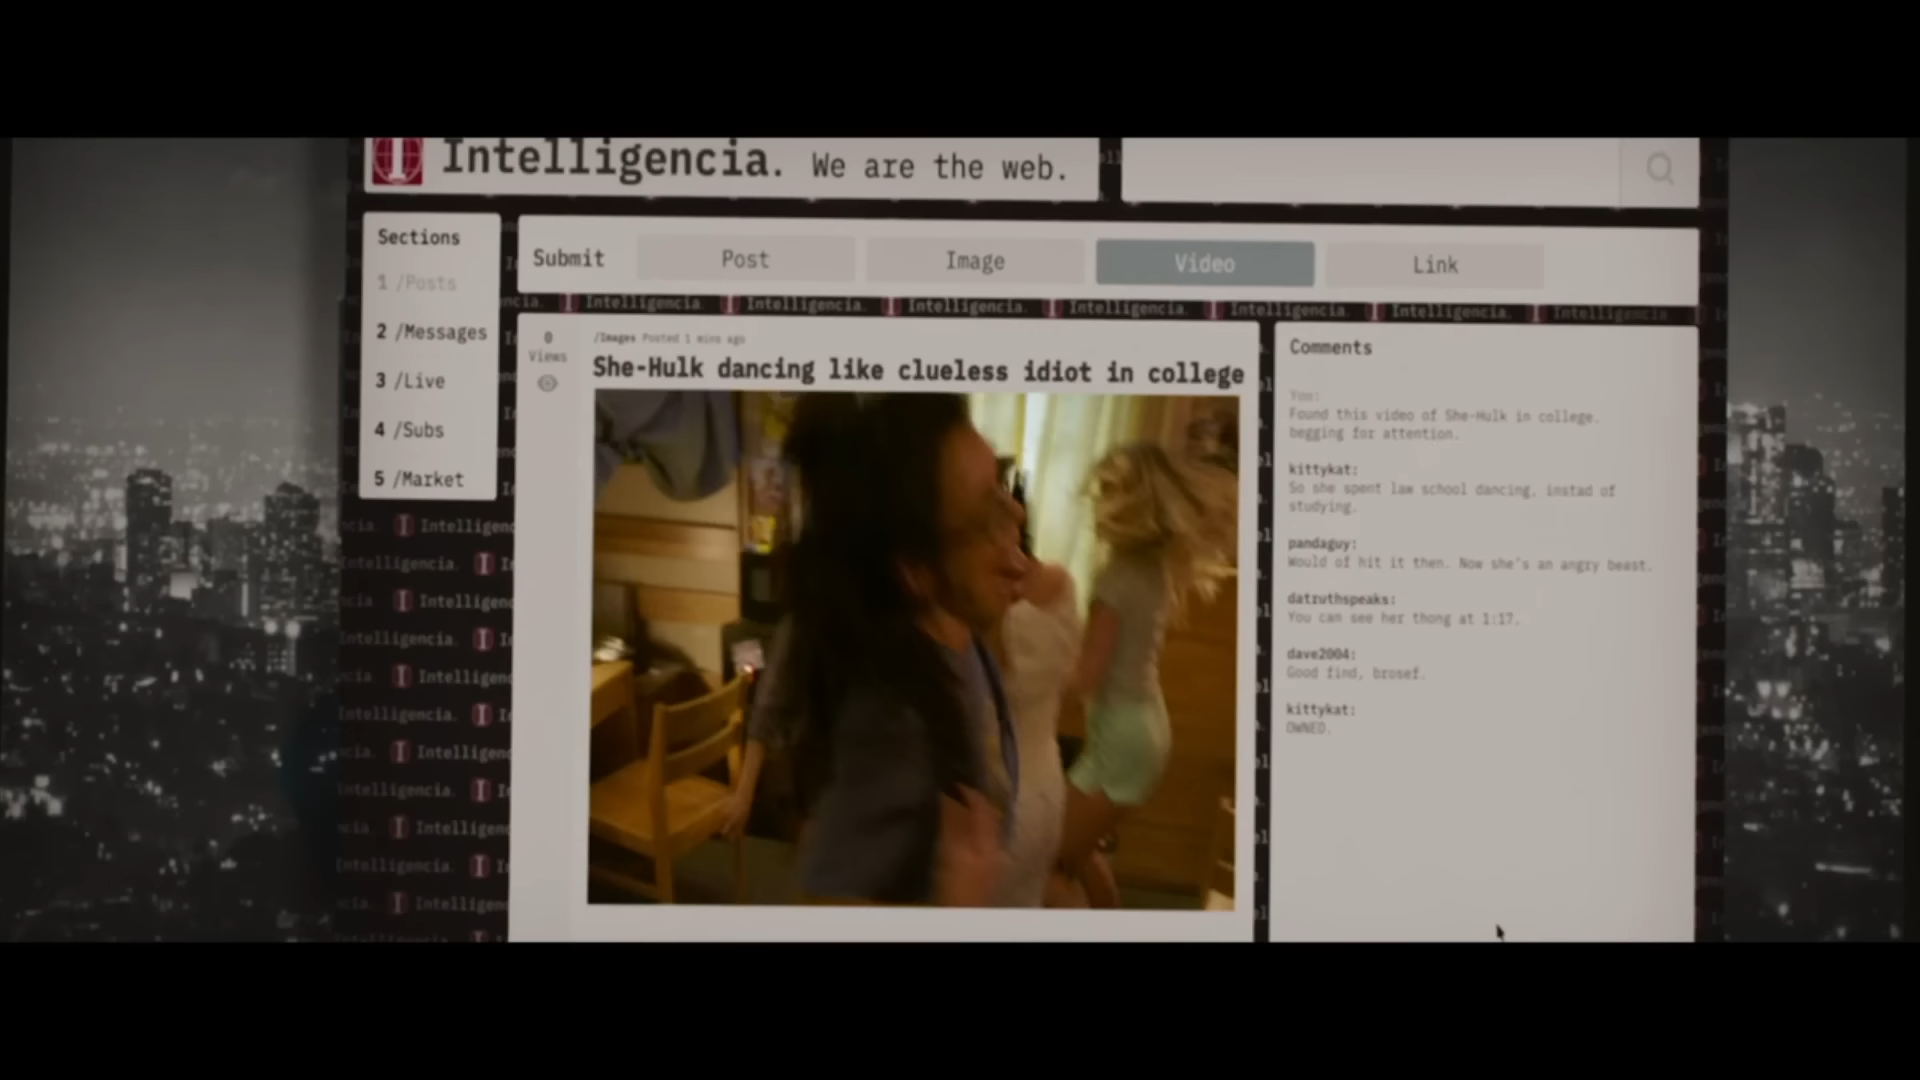 Intelligencia. We are the web.
Sections
1 /Posts
2 /Messages
3 /Live
4 /Subs
5 /Market
Submit Post Image Video Link
Intelligencia. Intelligencia. Intelligencia. Intelligencia. Intelligencia. Intelligencia. Intelligencia.
0
Views
/Images Posted 1 mins ago
She-Hulk dancing like clueless idiot in college
Comments
You:
Found this video of She-Hulk in college.
begging for attention.
kittykat:
So she spent law school dancing, instad of
studying.
pandaguy:
Would of hit it then. Now she's an angry beast.
datruthspeaks:
You can see her thong at 1:17.
dave2004:
Good find, brosef.
kittykat:
OWNED.